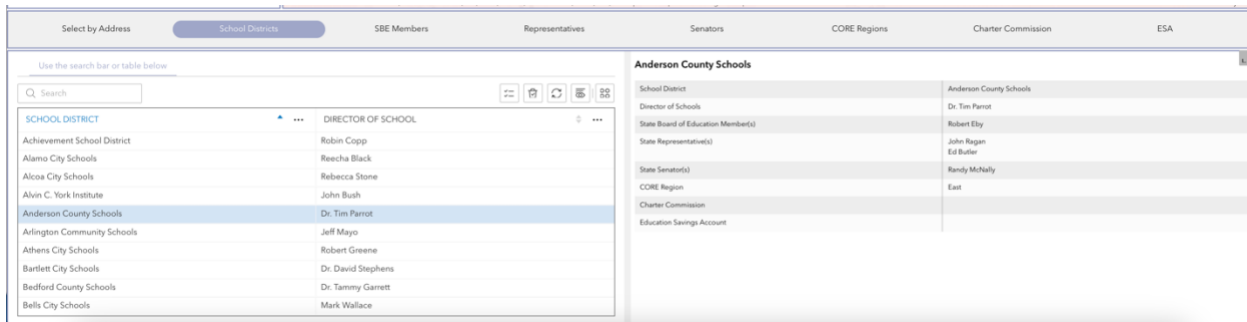 Select by Address School Districts SBE Members Representatives Senators CORE Regions Charter Commission ESA
Use the search bar or table below
Search
SCHOOL DISTRICT DIRECTOR OF SCHOOL
Achievement School District Robin Copp
Alamo City Schools Reecha Black
Alcoa City Schools Rebecca Stone
Alvin C. York Institute John Bush
Anderson County Schools Dr. Tim Parrot
Arlington Community Schools Jeff Mayo
Athens City Schools Robert Greene
Bartlett City Schools Dr. David Stephens
Bedford County Schools Dr. Tammy Garrett
Bells City Schools Mark Wallace
Anderson County Schools
School District Anderson County Schools
Director of Schools Dr. Tim Parrot
State Board of Education Member(s) Robert Eby
State Representative(s) John Ragan
Ed Butler
State Senator(s) Randy McNally
CORE Region East
Charter Commission
Education Savings Account